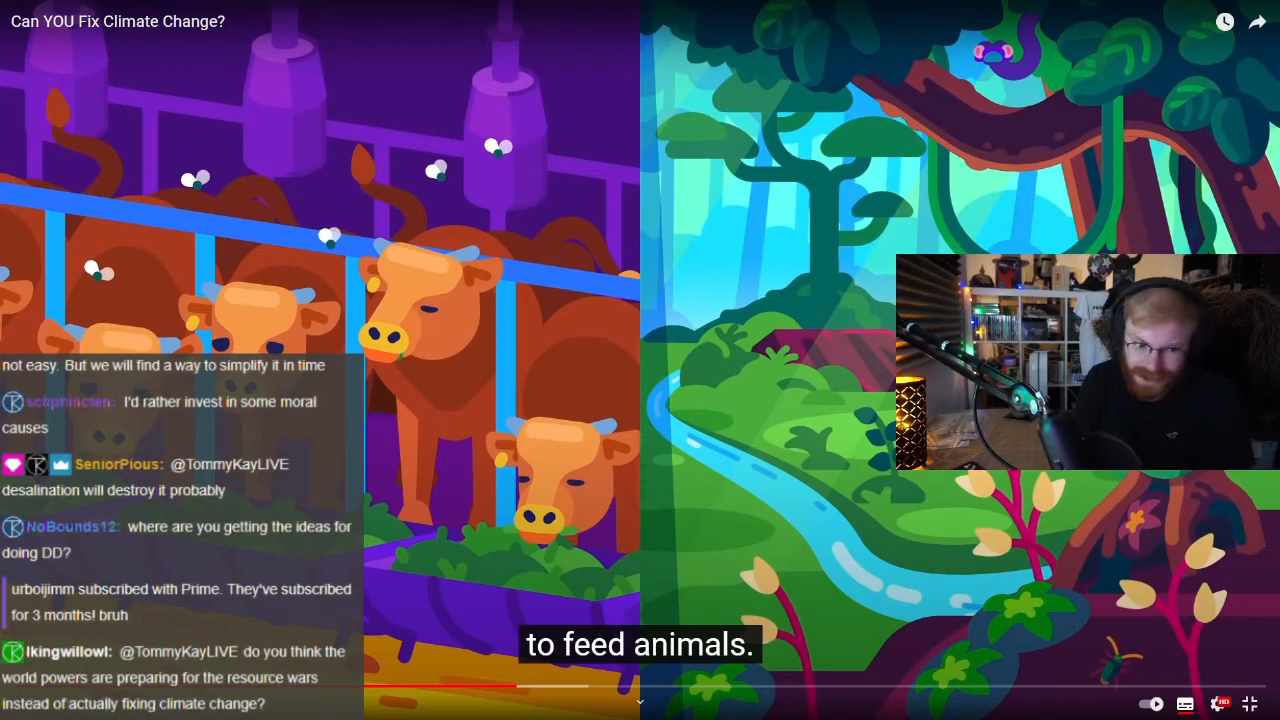 Can YOU Fix Climate Change?
not easy. But we will find a way to simplify it in time
I'd rather invest in some moral
causes
SeniorPious: @TommyKayLIVE
desalination will destroy it probably
NoBounds12: where are you getting the ideas for
doing DD?
urboijimm subscribed with Prime. They've subscribed
for 3 months! bruh
lkingwillowl: @TommyKayLIVE do you think the
world powers are preparing for the resource wars
instead of actually fixing climate change?
to feed animals.
HD